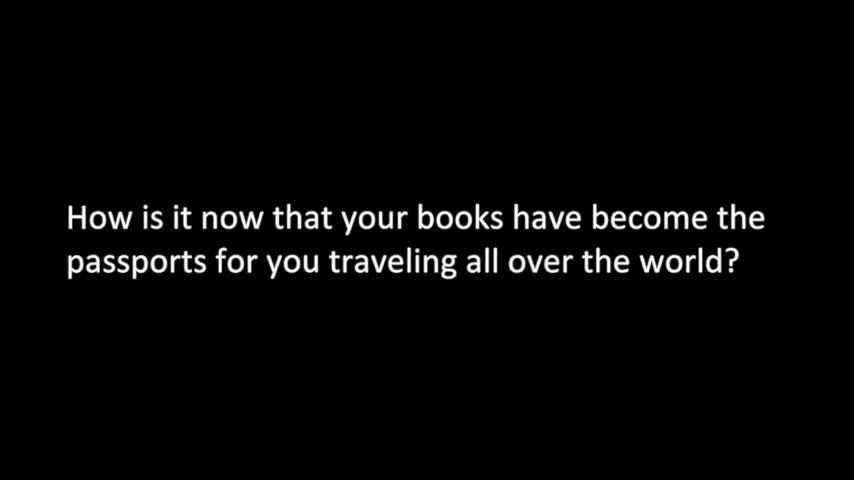 How is it now that your books have become the
passports for you traveling all over the world?